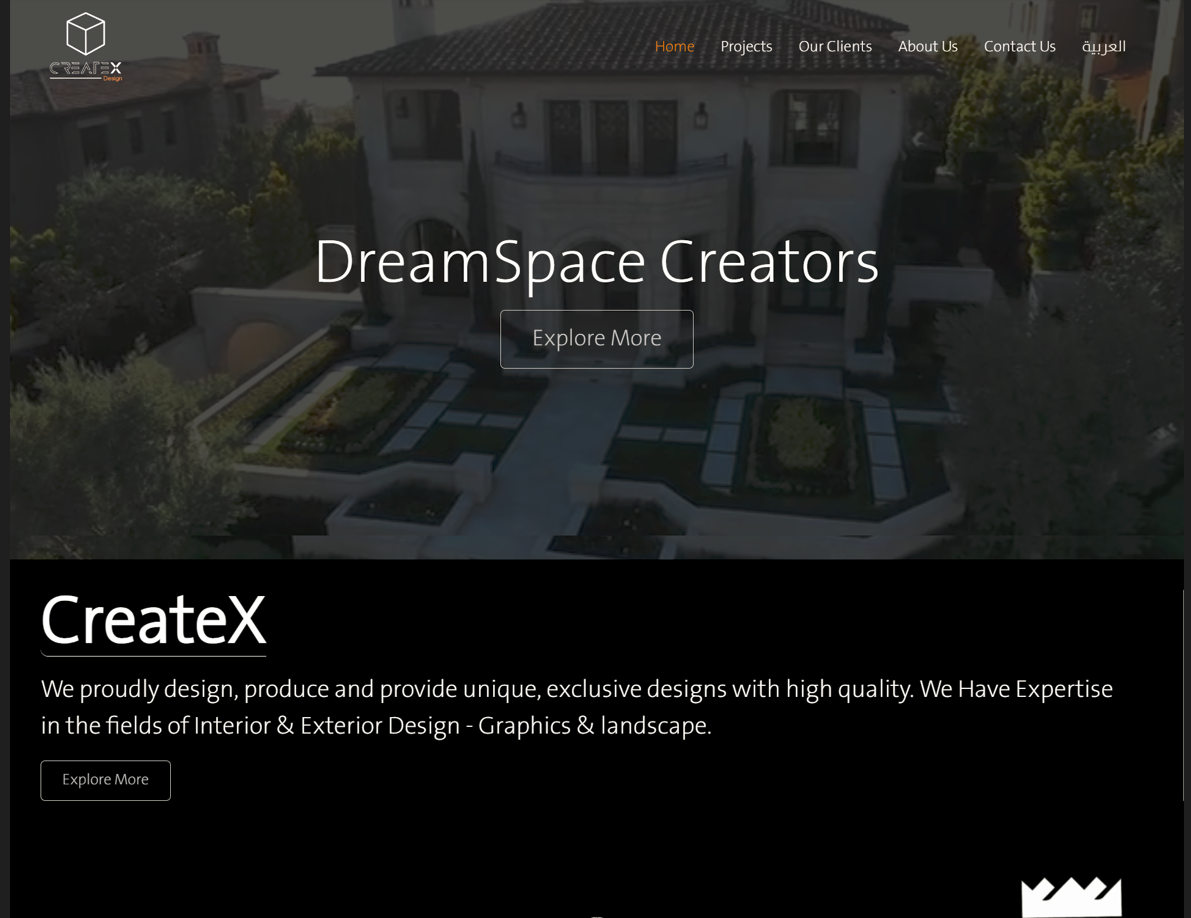 CREATEX
Design
Home Projects Our Clients About Us Contact Us العربية
DreamSpace Creators
Explore More
CreateX
We proudly design, produce and provide unique, exclusive designs with high quality. We Have Expertise
in the fields of Interior & Exterior Design - Graphics & landscape.
Explore More